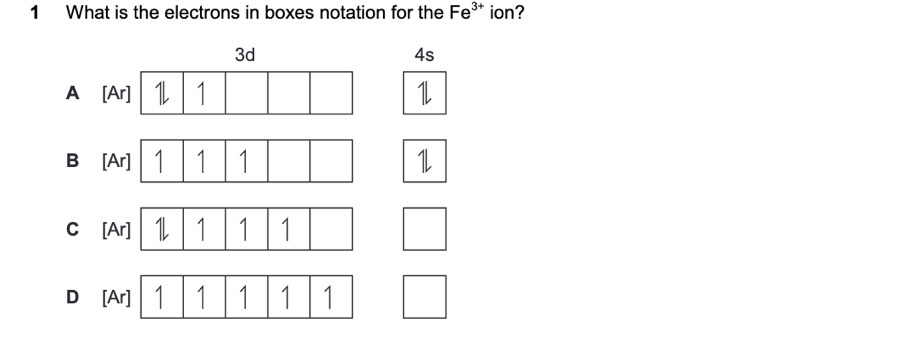 1 What is the electrons in boxes notation for the Fe³⁺ ion?
3d 4s
A [Ar] ⥮ ↿ ⥮
B [Ar] ↿ ↿ ↿ ⥮
C [Ar] ⥮ ↿ ↿ ↿
D [Ar] ↿ ↿ ↿ ↿ ↿